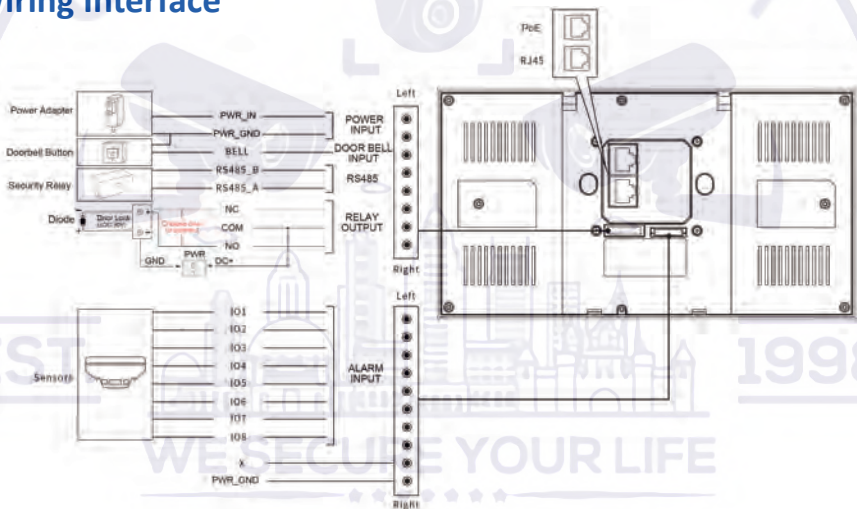 iring Interface
PoE
RJ45
Left
Power Adapter
PWR_IN
POWER
INPUT
PWR_GND
Doorbell Button
BELL
DOOR BELL
INPUT
RS485_B
RS485
Security Relay
RS485_A
NC
Diode
Door Lock
RELAY
OUTPUT
COM
NO
PWR
GND
DC+
Right
Left
IO1
IO2
IO3
Sensors
IO4
ALARM
INPUT
IO5
IO6
IO7
IO8
X
PWR_GND
Right
EST
1998
WE SECURE YOUR LIFE